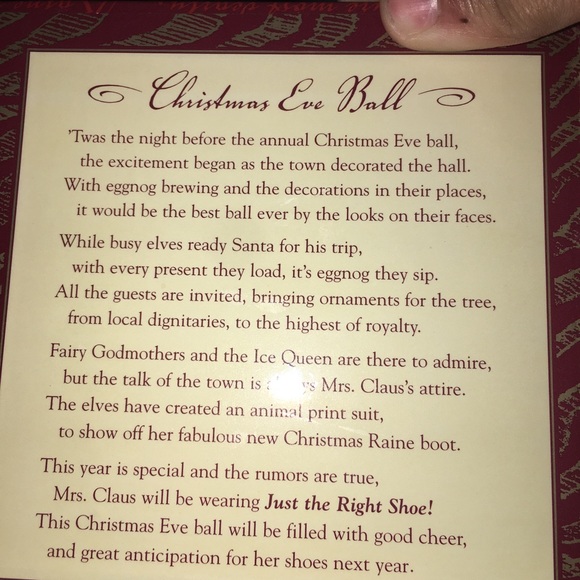 Christmas Eve Ball
'Twas the night before the annual Christmas Eve ball,
the excitement began as the town decorated the hall.
With eggnog brewing and the decorations in their places,
it would be the best ball ever by the looks on their faces.
While busy elves ready Santa for his trip,
with every present they load, it's eggnog they sip.
All the guests are invited, bringing ornaments for the tree,
from local dignitaries, to the highest of royalty.
Fairy Godmothers and the Ice Queen are there to admire,
but the talk of the town is Mrs. Claus's attire.
The elves have created an animal print suit,
to show off her fabulous new Christmas Raine boot.
This year is special and the rumors are true,
Mrs. Claus will be wearing Just the Right Shoe!
This Christmas Eve ball will be filled with good cheer,
and great anticipation for her shoes next year.